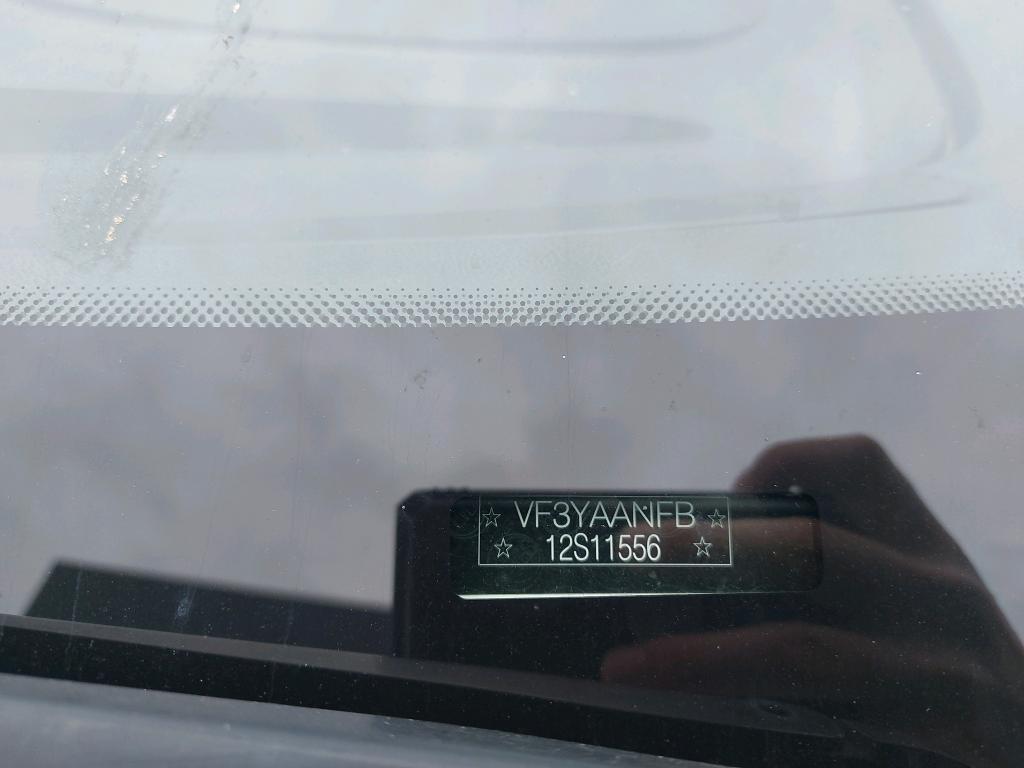 ☆ VF3YAANFB ☆
☆ 12S11556 ☆